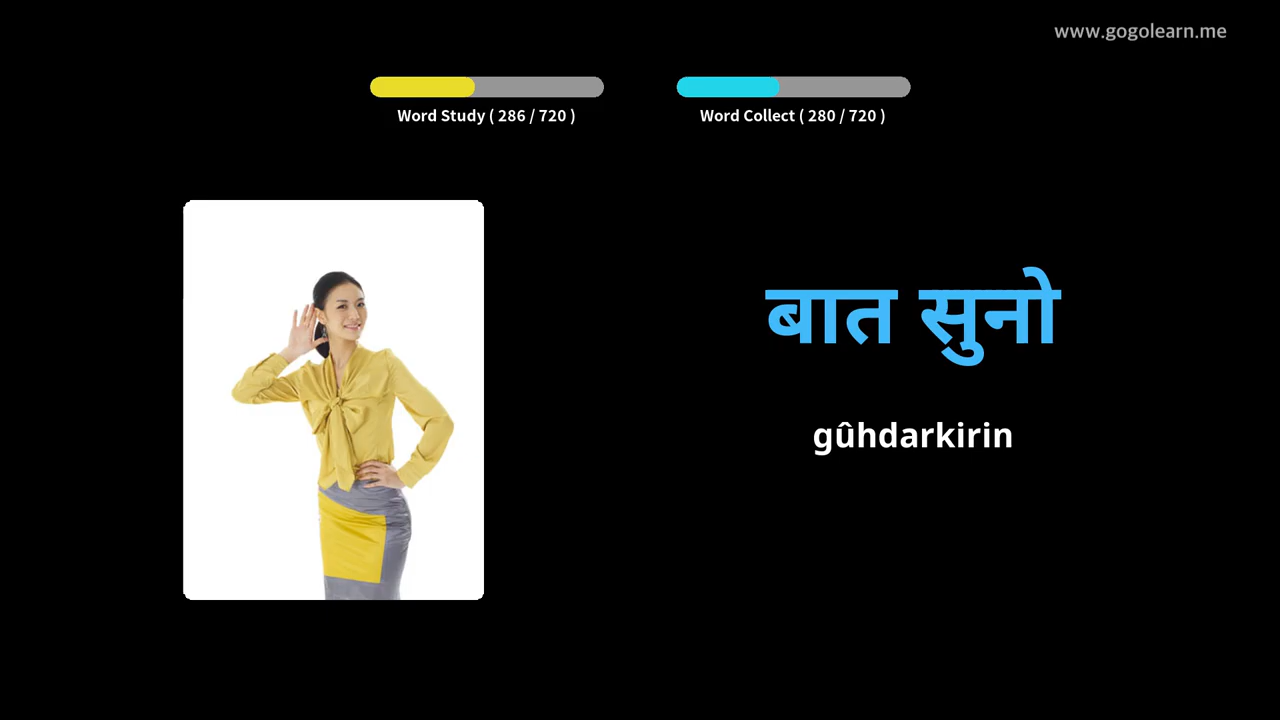 www.gogolearn.me
Word Study ( 286 / 720 )
Word Collect ( 280 / 720 )
बात सुनो
gûhdarkirin